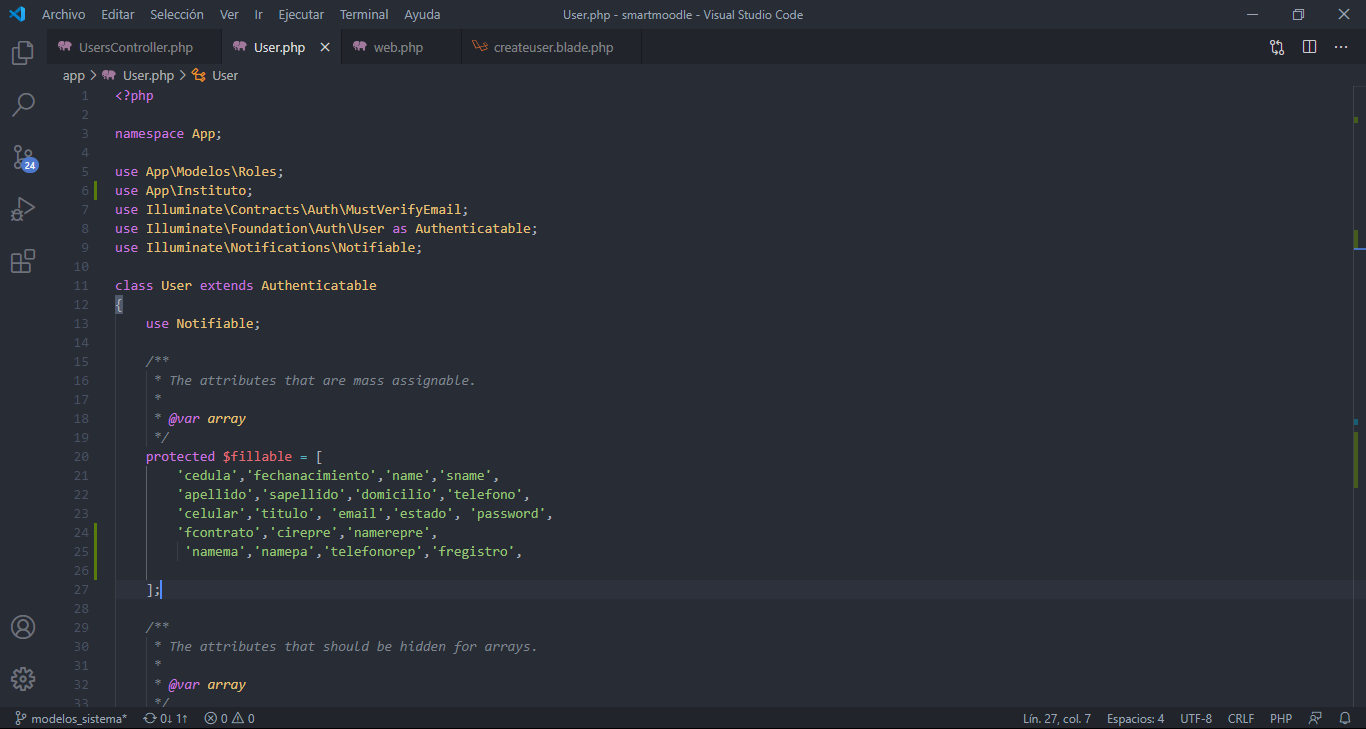 Archivo Editar Selección Ver Ir Ejecutar Terminal Ayuda User.php - smartmoodle - Visual Studio Code
UsersController.php User.php web.php createuser.blade.php
app > User.php > User
1 <?php
2
3 namespace App;
4
5 use App\Modelos\Roles;
6 use App\Instituto;
7 use Illuminate\Contracts\Auth\MustVerifyEmail;
8 use Illuminate\Foundation\Auth\User as Authenticatable;
9 use Illuminate\Notifications\Notifiable;
10
11 class User extends Authenticatable
12 {
13     use Notifiable;
14
15     /**
16      * The attributes that are mass assignable.
17      *
18      * @var array
19      */
20     protected $fillable = [
21         'cedula','fechanacimiento','name','sname',
22         'apellido','sapellido','domicilio','telefono',
23         'celular','titulo', 'email','estado', 'password',
24         'fcontrato','cirepre','namerepre',
25          'namema','namepa','telefonorep','fregistro',
26
27     ];
28
29     /**
30      * The attributes that should be hidden for arrays.
31      *
32      * @var array
33      */
24
modelos_sistema* 0↓ 1↑ 0 0 Lín. 27, col. 7 Espacios: 4 UTF-8 CRLF PHP